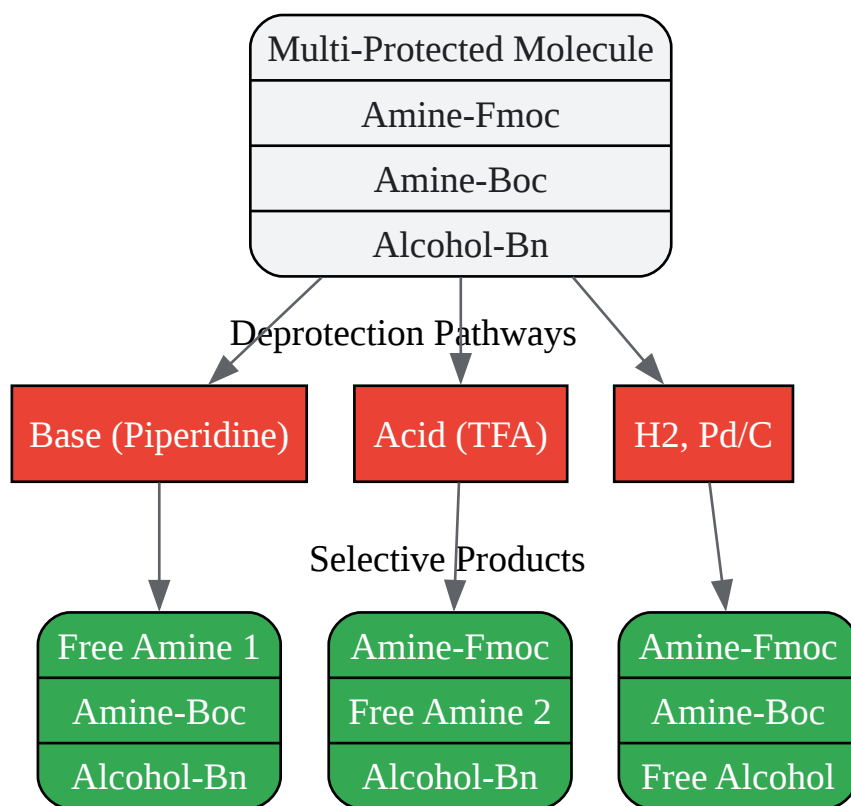 Multi-Protected Molecule
Amine-Fmoc
Amine-Boc
Alcohol-Bn
Deprotection Pathways
Base (Piperidine)
Acid (TFA)
H2, Pd/C
Selective Products
Free Amine 1
Amine-Boc
Alcohol-Bn
Amine-Fmoc
Free Amine 2
Alcohol-Bn
Amine-Fmoc
Amine-Boc
Free Alcohol